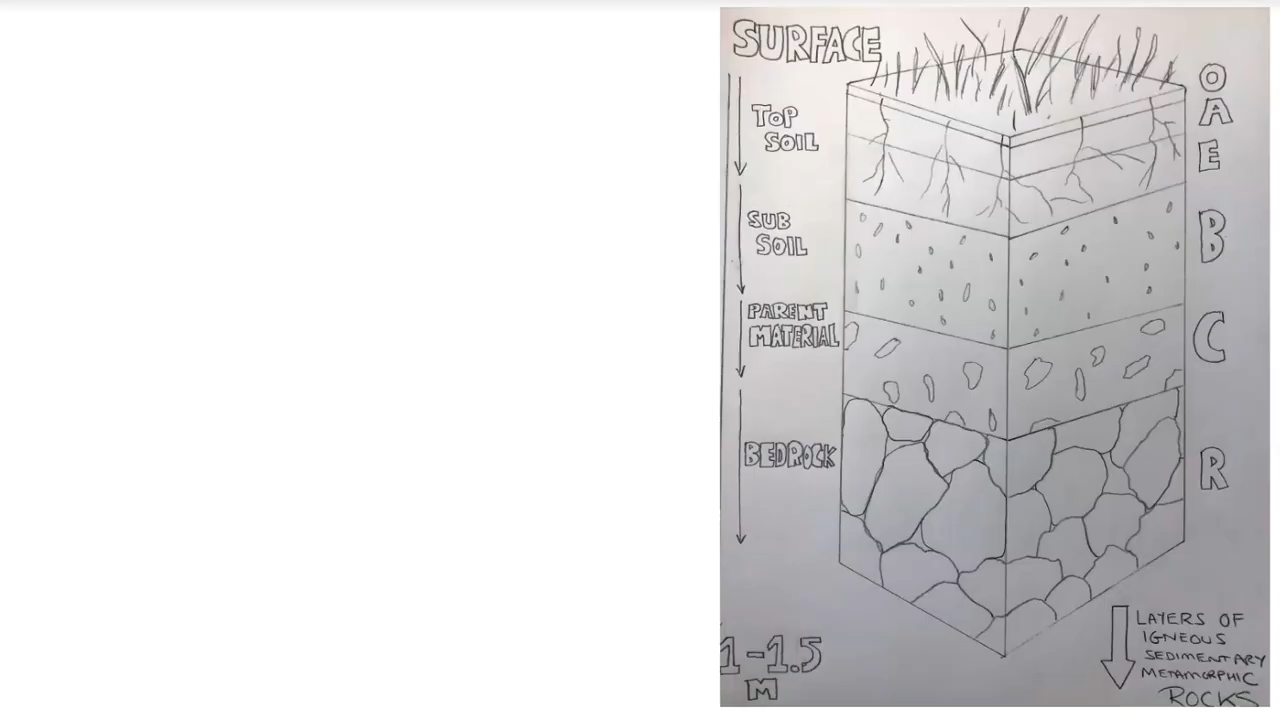 SURFACE
TOP
SOIL
SUB
SOIL
PARENT
MATERIAL
BEDROCK
1-1.5
M
O
A
E
B
C
R
LAYERS OF
IGNEOUS
SEDIMENTARY
METAMORPHIC
ROCKS